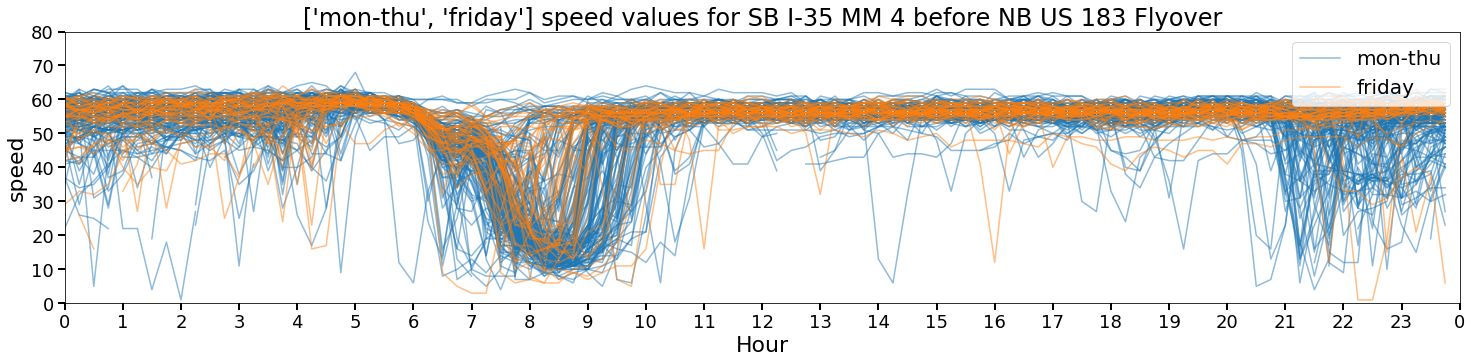 ['mon-thu', 'friday'] speed values for SB I-35 MM 4 before NB US 183 Flyover
80
70
60
50
40
30
20
10
0
speed
mon-thu
friday
0 1 2 3 4 5 6 7 8 9 10 11 12 13 14 15 16 17 18 19 20 21 22 23 0
Hour